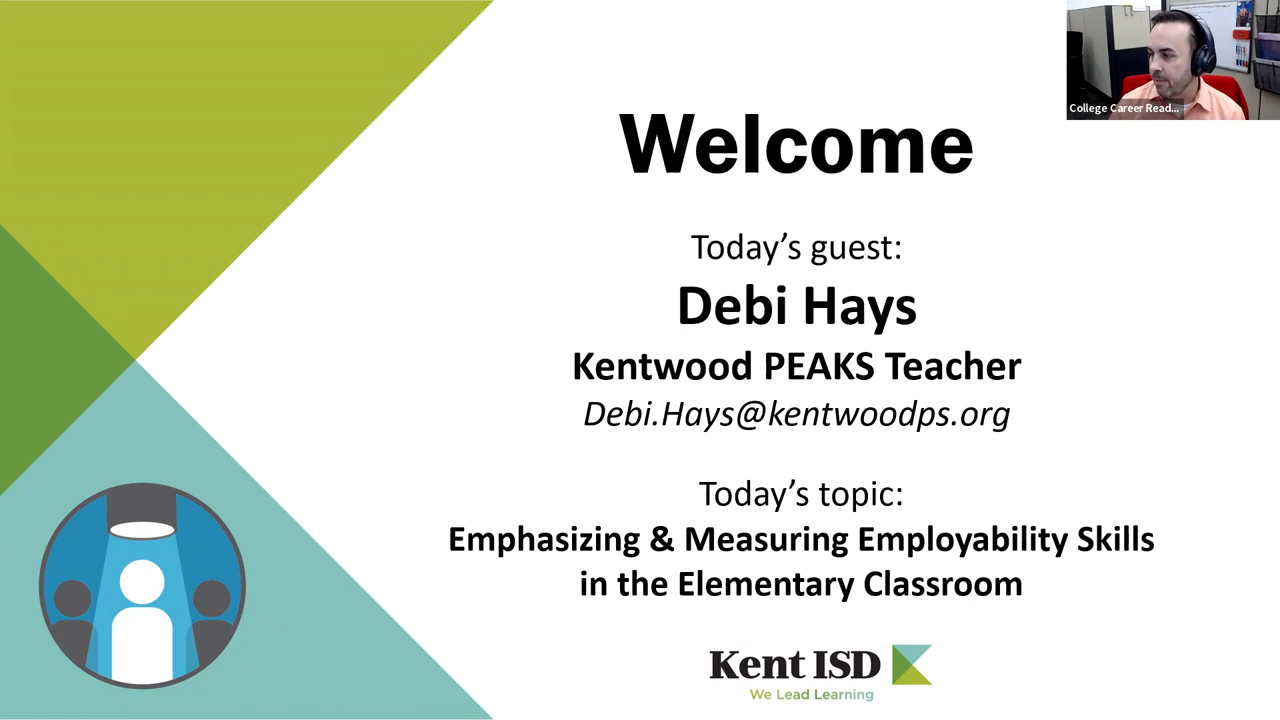 College Career Read...
Welcome
Today's guest:
Debi Hays
Kentwood PEAKS Teacher
Debi.Hays@kentwoodps.org
Today's topic:
Emphasizing & Measuring Employability Skills
in the Elementary Classroom
Kent ISD
We Lead Learning